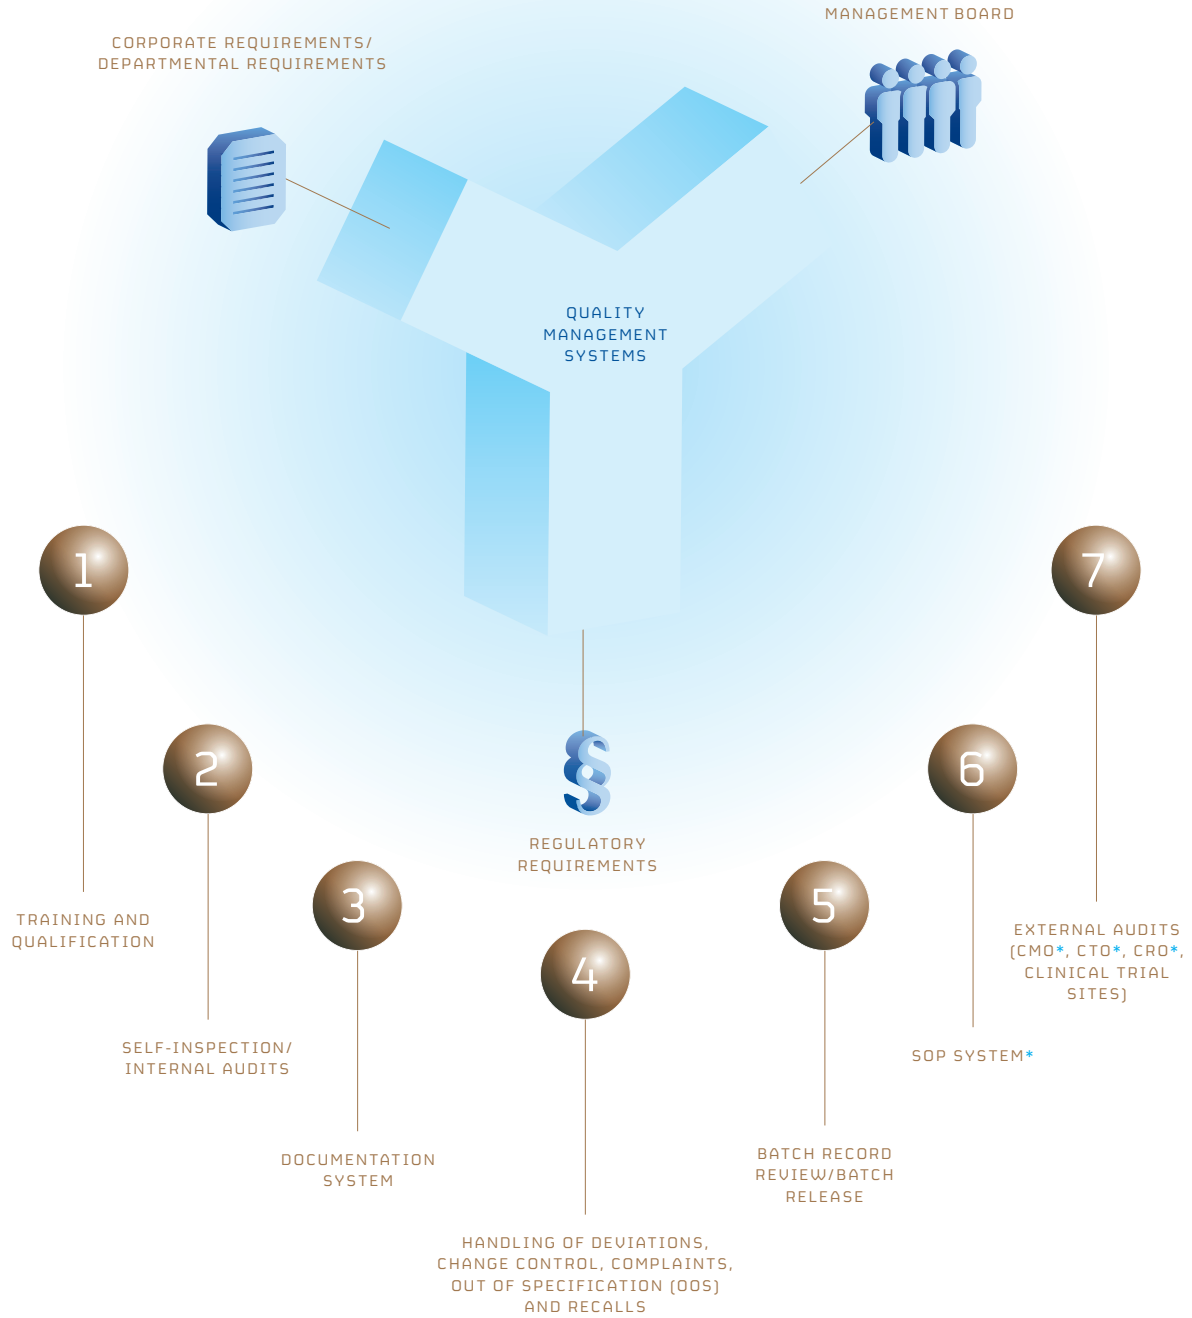 MANAGEMENT BOARD
CORPORATE REQUIREMENTS/
DEPARTMENTAL REQUIREMENTS
QUALITY
MANAGEMENT
SYSTEMS
§
REGULATORY
REQUIREMENTS
1
TRAINING AND
QUALIFICATION
2
SELF-INSPECTION/
INTERNAL AUDITS
3
DOCUMENTATION
SYSTEM
4
HANDLING OF DEVIATIONS,
CHANGE CONTROL, COMPLAINTS,
OUT OF SPECIFICATION (OOS)
AND RECALLS
5
BATCH RECORD
REVIEW/BATCH
RELEASE
6
SOP SYSTEM*
7
EXTERNAL AUDITS
(CMO*, CTO*, CRO*,
CLINICAL TRIAL
SITES)